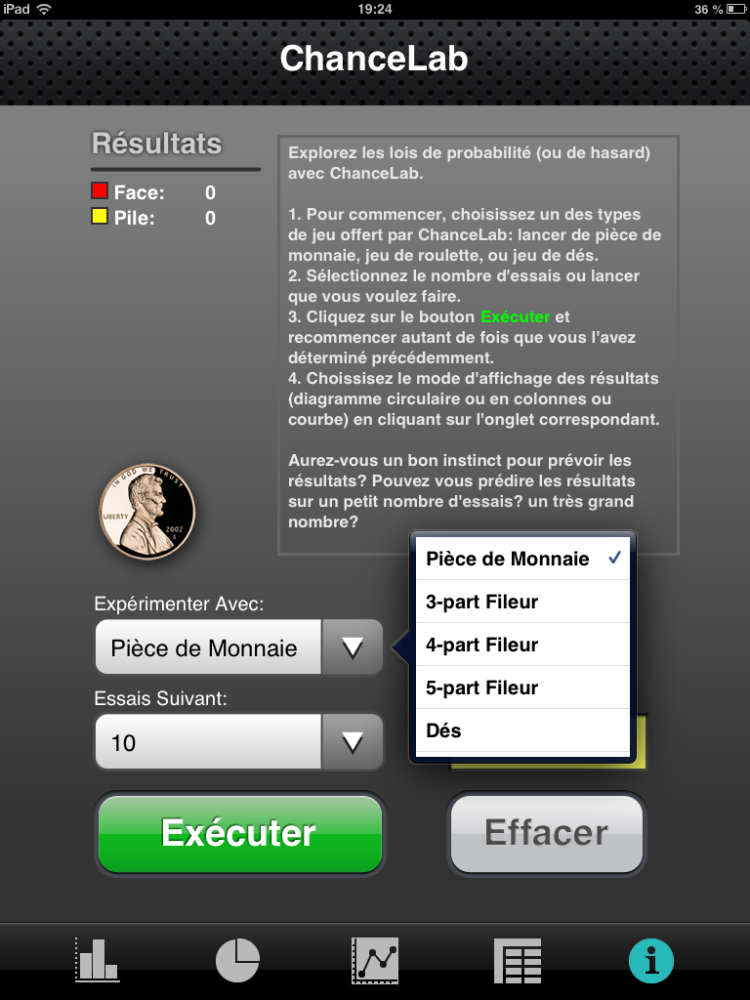 iPad 19:24 36 %
ChanceLab
Résultats
Face: 0
Pile: 0
Explorez les lois de probabilité (ou de hasard)
avec ChanceLab.
1. Pour commencer, choisissez un des types
de jeu offert par ChanceLab: lancer de pièce de
monnaie, jeu de roulette, ou jeu de dés.
2. Sélectionnez le nombre d'essais ou lancer
que vous voulez faire.
3. Cliquez sur le bouton Exécuter et
recommencer autant de fois que vous l'avez
déterminé précédemment.
4. Choissisez le mode d'affichage des résultats
(diagramme circulaire ou en colonnes ou
courbe) en cliquant sur l'onglet correspondant.
Aurez-vous un bon instinct pour prévoir les
résultats? Pouvez vous prédire les résultats
sur un petit nombre d'essais? un très grand
nombre?
IN GOD WE TRUST
LIBERTY
2002
S
Expérimenter Avec:
Pièce de Monnaie
Pièce de Monnaie
3-part Fileur
4-part Fileur
5-part Fileur
Dés
Essais Suivant:
10
Exécuter
Effacer